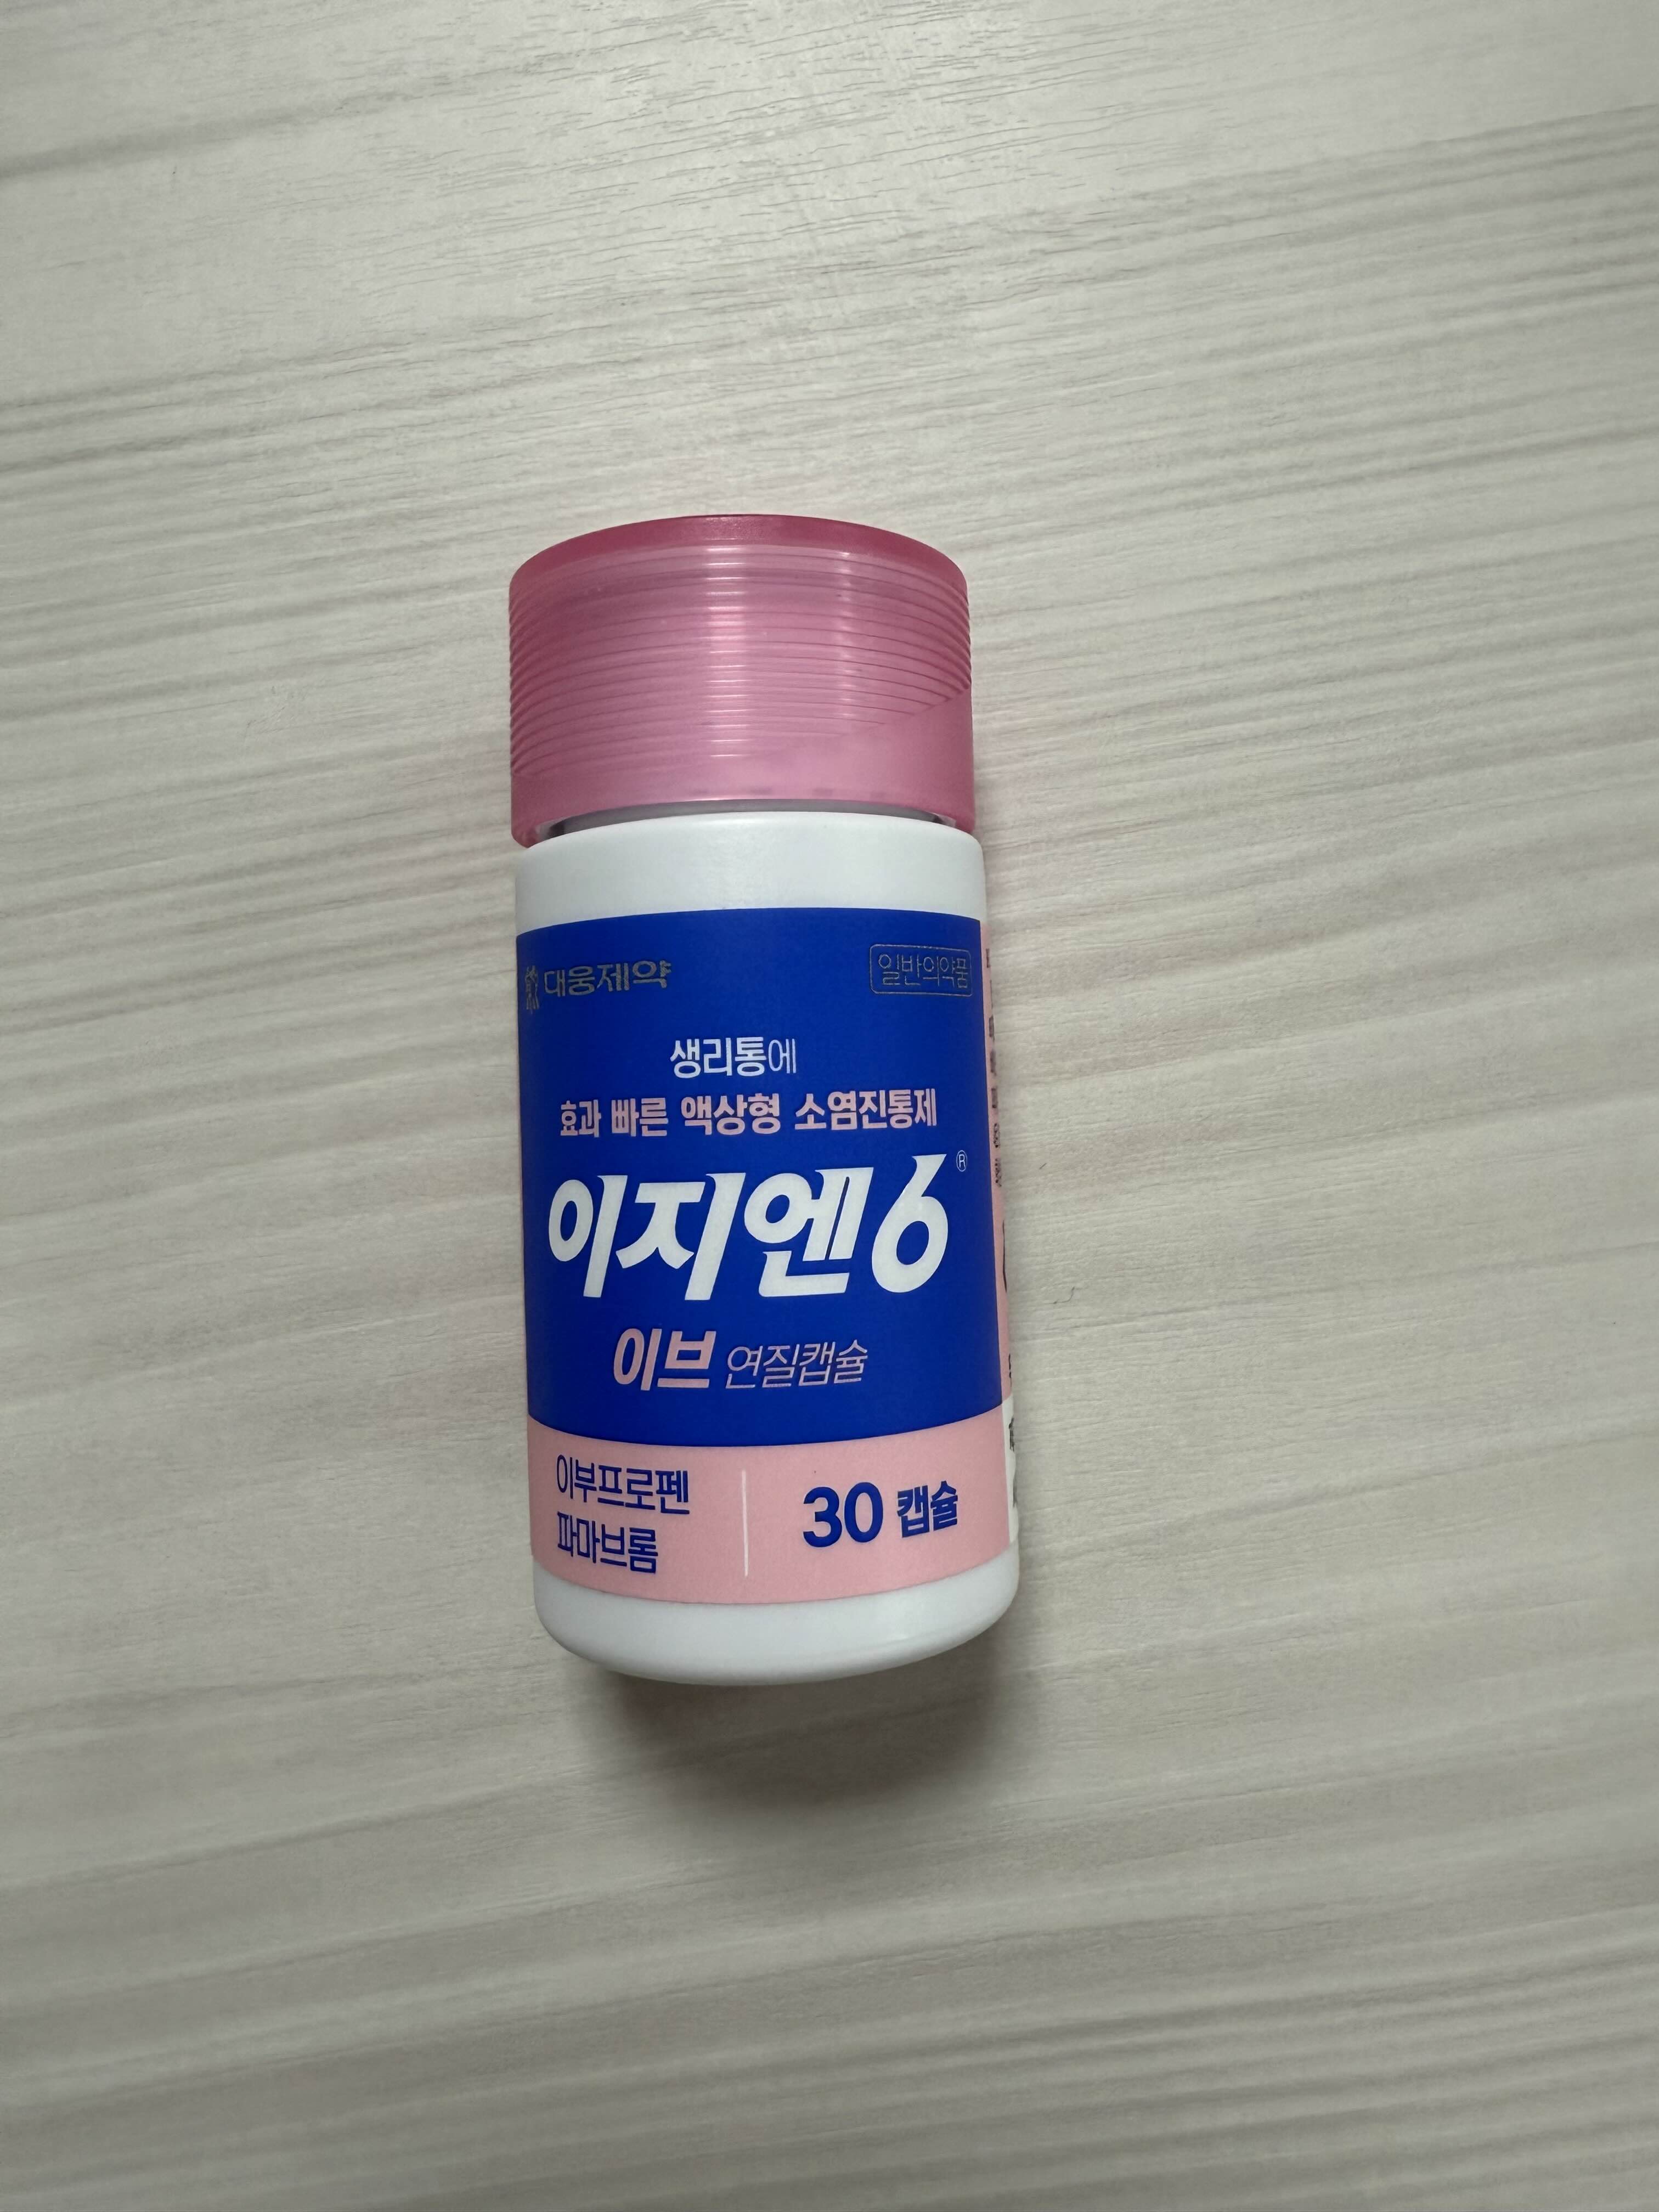 대웅제약
일반의약품
생리통에
효과 빠른 액상형 소염진통제
이지엔6®
이브 연질캡슐
이부프로펜
파마브롬
30 캡슐